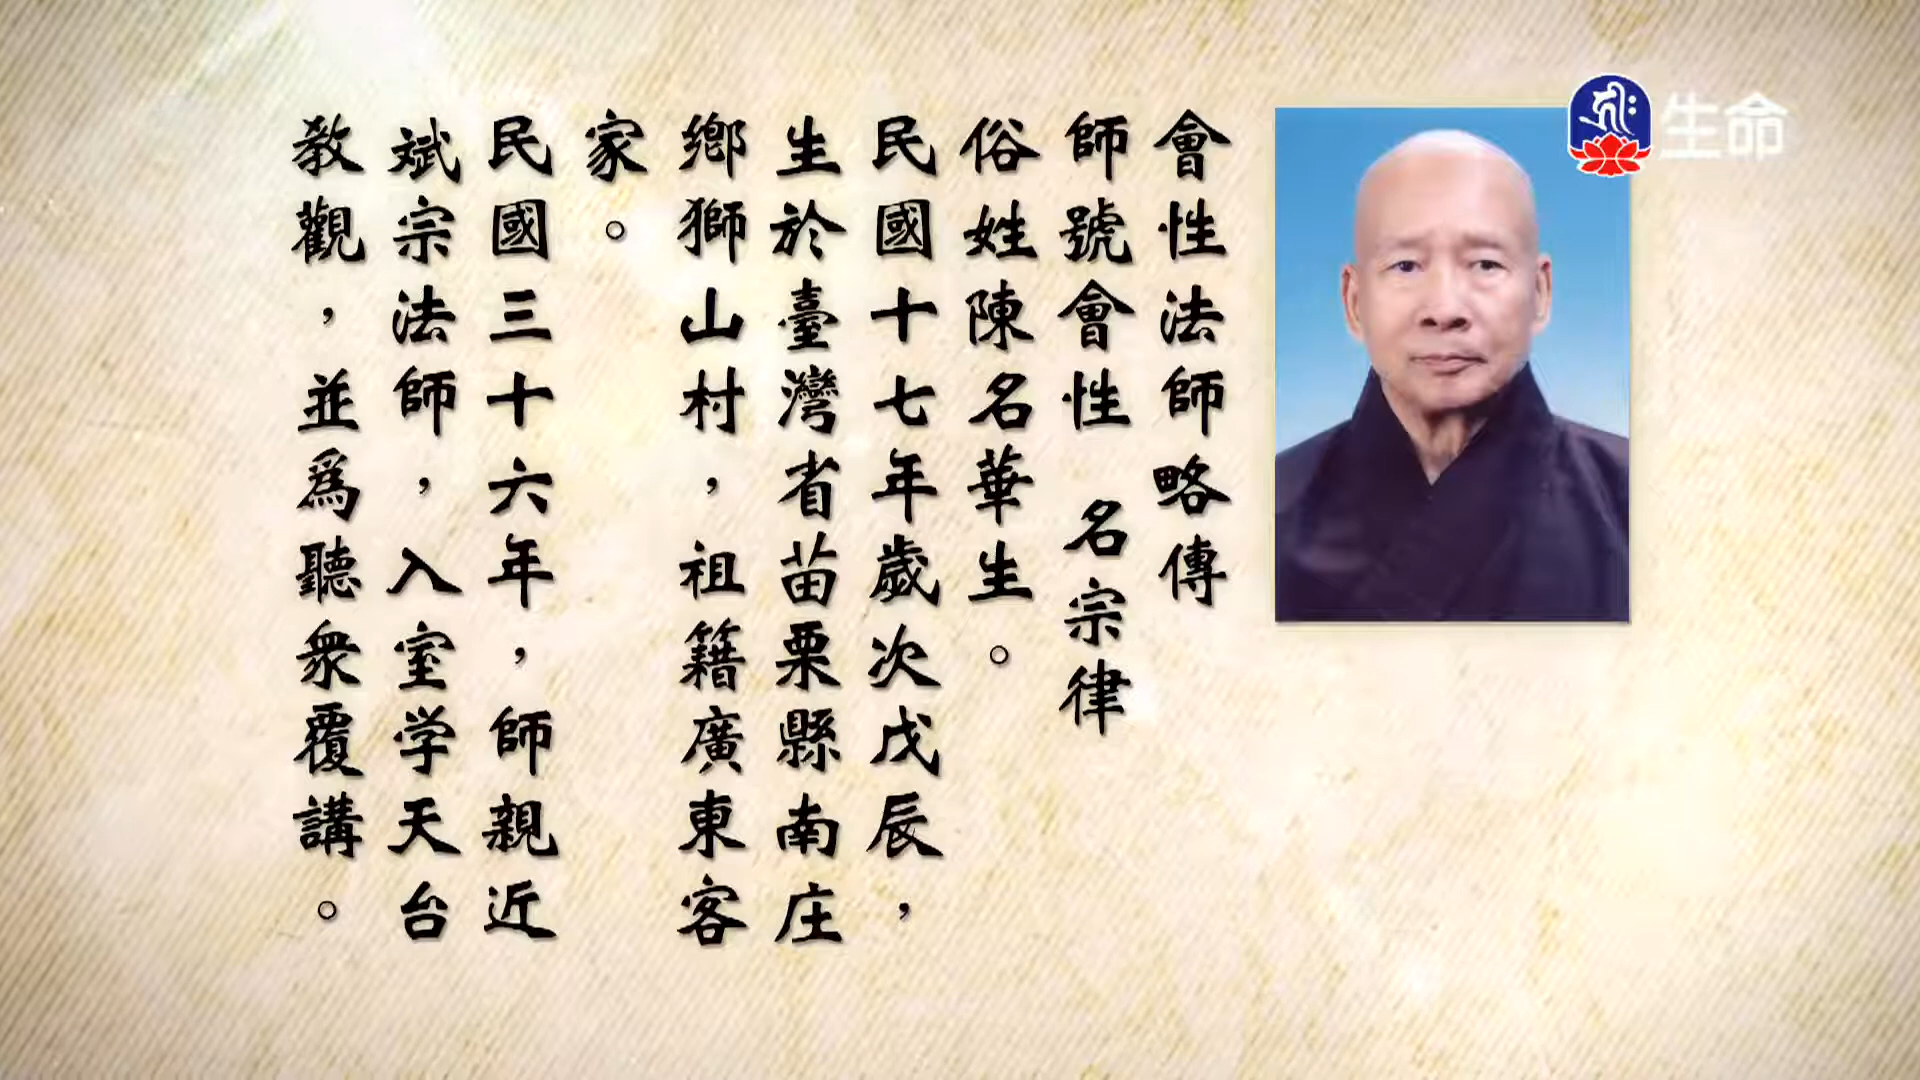 會性法師略傳
師號會性 名宗律
俗姓陳名華生。
民國十七年歲次戊辰，
生於臺灣省苗栗縣南庄
鄉獅山村，祖籍廣東客
家。
民國三十六年，師親近
斌宗法師，入室学天台
教觀，並爲聽衆覆講。
生命